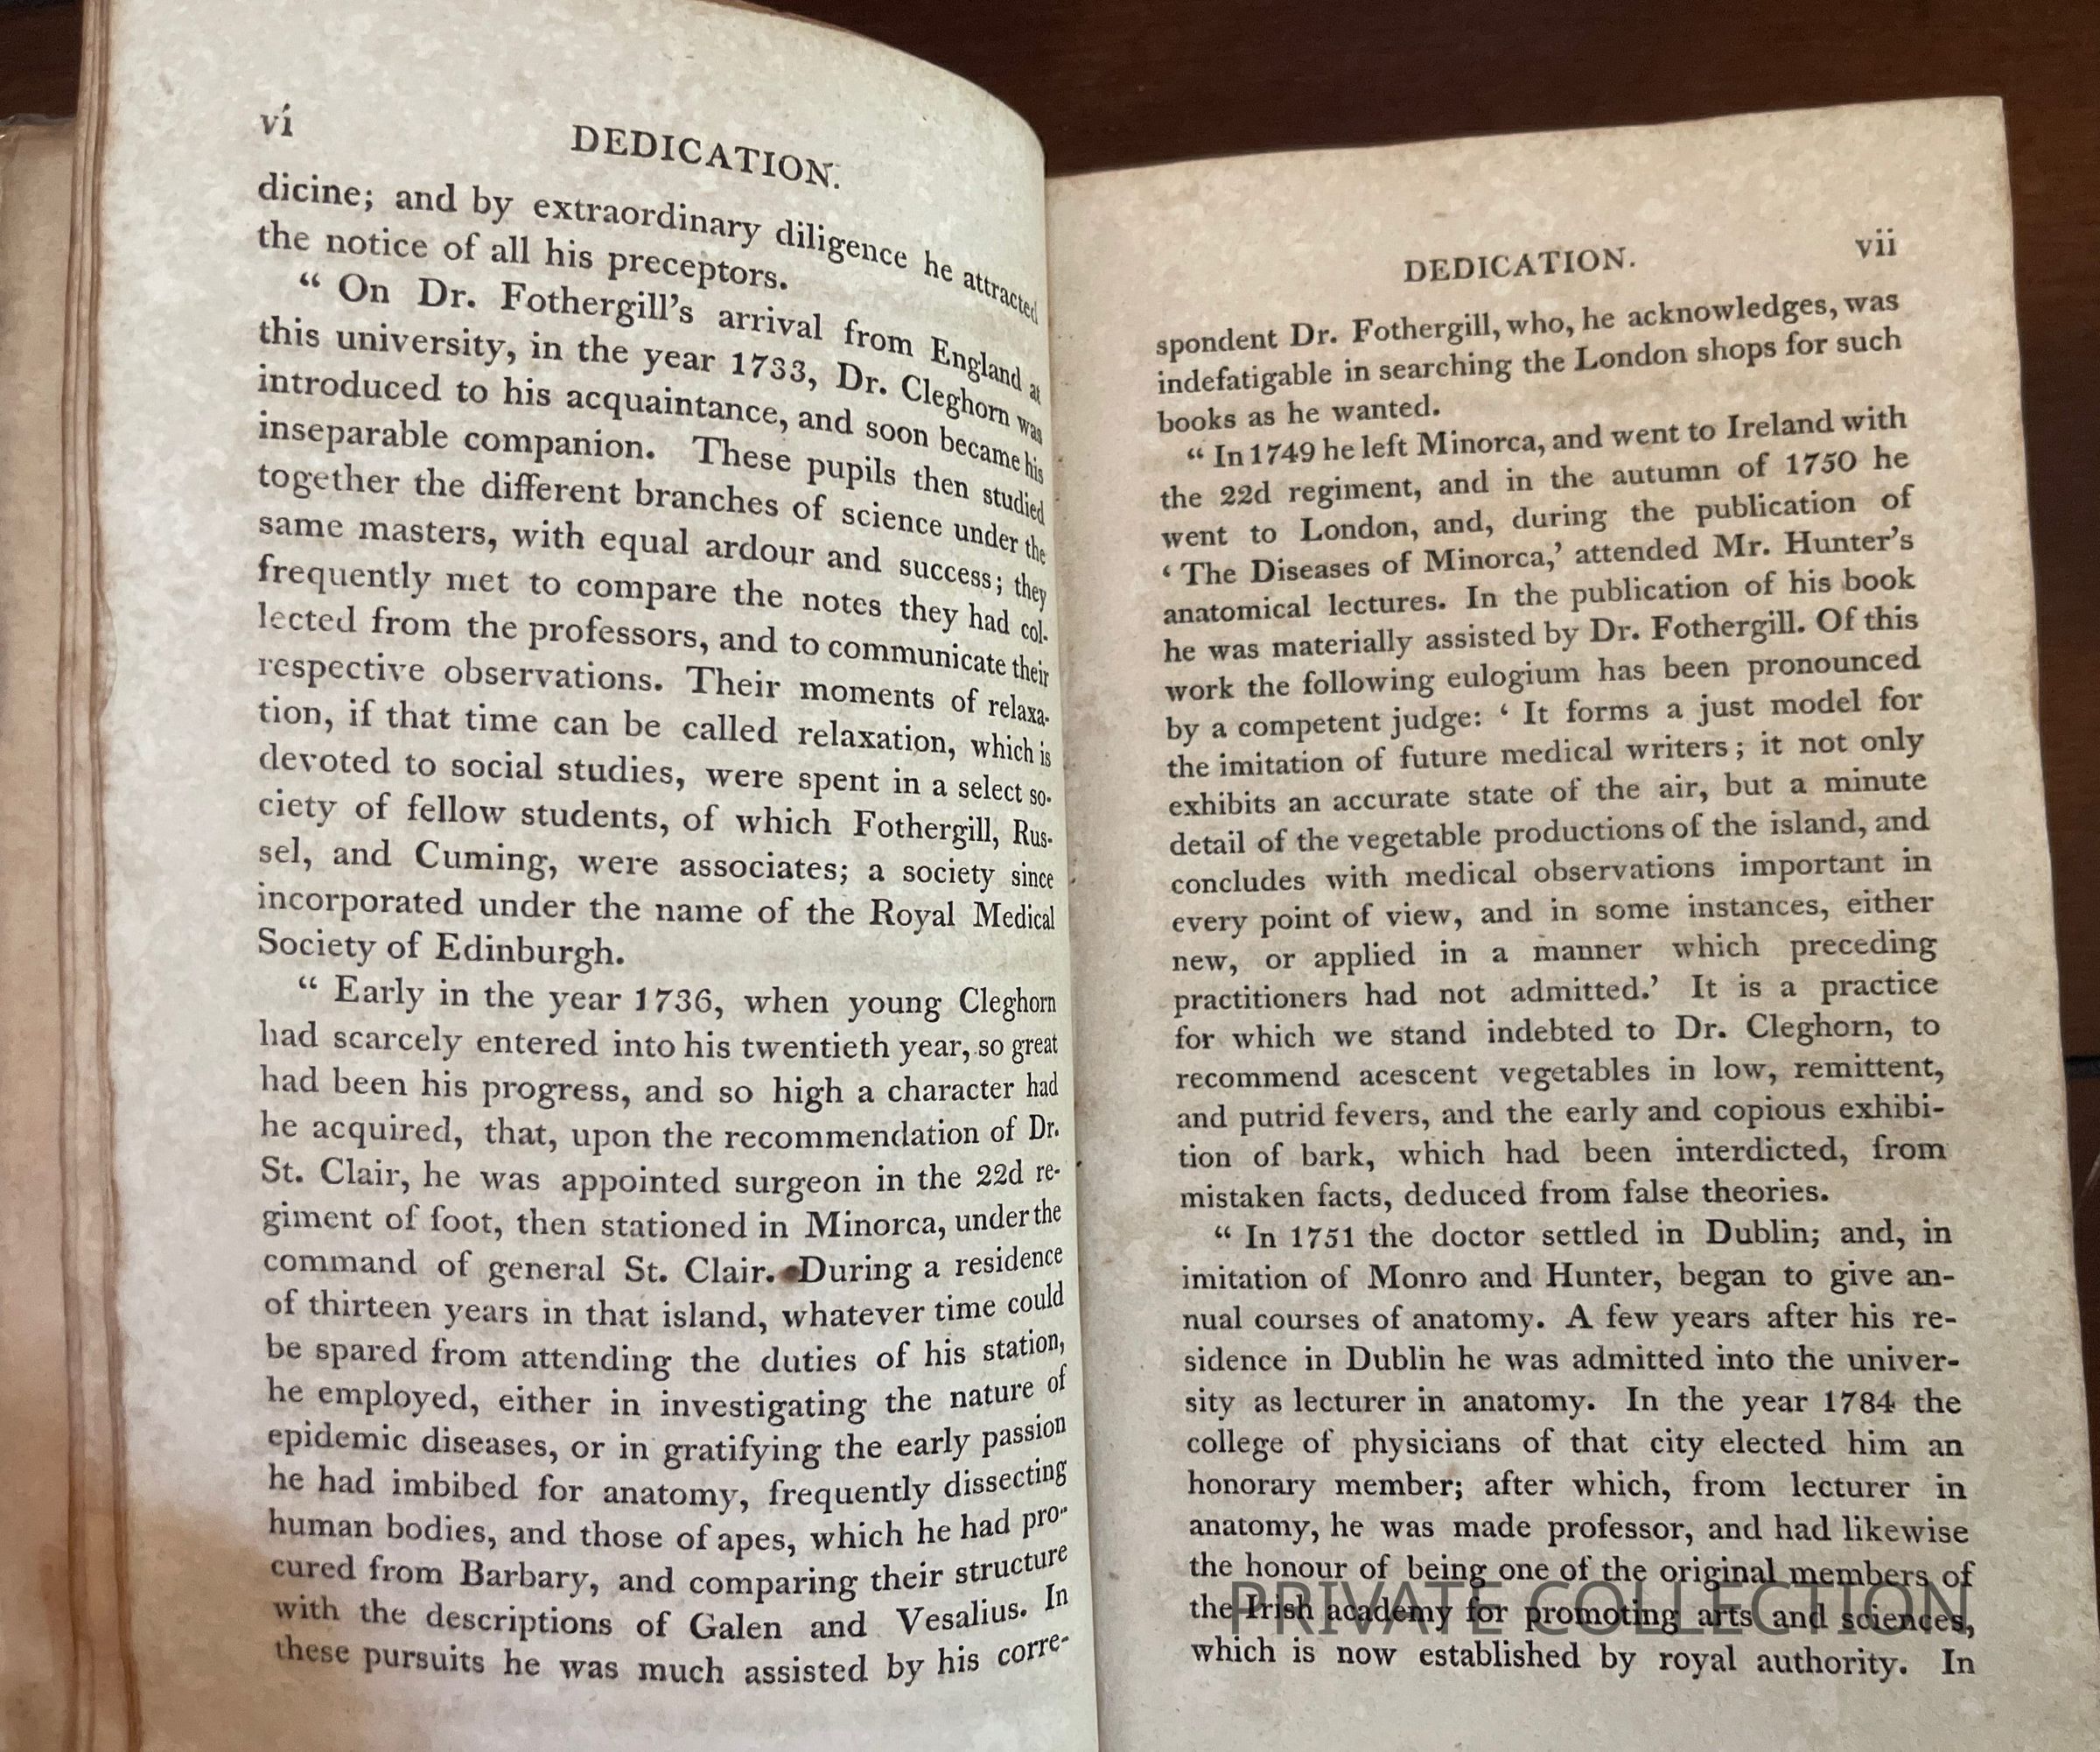 vi
DEDICATION.
dicine; and by extraordinary diligence he attracted
the notice of all his preceptors.
“ On Dr. Fothergill’s arrival from England at
this university, in the year 1733, Dr. Cleghorn was
introduced to his acquaintance, and soon became his
inseparable companion. These pupils then studied
together the different branches of science under the
same masters, with equal ardour and success; they
frequently met to compare the notes they had col-
lected from the professors, and to communicate their
respective observations. Their moments of relaxa-
tion, if that time can be called relaxation, which is
devoted to social studies, were spent in a select so-
ciety of fellow students, of which Fothergill, Rus-
sel, and Cuming, were associates; a society since
incorporated under the name of the Royal Medical
Society of Edinburgh.
“ Early in the year 1736, when young Cleghorn
had scarcely entered into his twentieth year, so great
had been his progress, and so high a character had
he acquired, that, upon the recommendation of Dr.
St. Clair, he was appointed surgeon in the 22d re-
giment of foot, then stationed in Minorca, under the
command of general St. Clair. During a residence
of thirteen years in that island, whatever time could
be spared from attending the duties of his station,
he employed, either in investigating the nature of
epidemic diseases, or in gratifying the early passion
he had imbibed for anatomy, frequently dissecting
human bodies, and those of apes, which he had pro-
cured from Barbary, and comparing their structure
with the descriptions of Galen and Vesalius. In
these pursuits he was much assisted by his corre-
DEDICATION.
vii
spondent Dr. Fothergill, who, he acknowledges, was
indefatigable in searching the London shops for such
books as he wanted.
“ In 1749 he left Minorca, and went to Ireland with
the 22d regiment, and in the autumn of 1750 he
went to London, and, during the publication of
‘ The Diseases of Minorca,’ attended Mr. Hunter’s
anatomical lectures. In the publication of his book
he was materially assisted by Dr. Fothergill. Of this
work the following eulogium has been pronounced
by a competent judge: ‘ It forms a just model for
the imitation of future medical writers; it not only
exhibits an accurate state of the air, but a minute
detail of the vegetable productions of the island, and
concludes with medical observations important in
every point of view, and in some instances, either
new, or applied in a manner which preceding
practitioners had not admitted.’ It is a practice
for which we stand indebted to Dr. Cleghorn, to
recommend acescent vegetables in low, remittent,
and putrid fevers, and the early and copious exhibi-
tion of bark, which had been interdicted, from
mistaken facts, deduced from false theories.
“ In 1751 the doctor settled in Dublin; and, in
imitation of Monro and Hunter, began to give an-
nual courses of anatomy. A few years after his re-
sidence in Dublin he was admitted into the univer-
sity as lecturer in anatomy. In the year 1784 the
college of physicians of that city elected him an
honorary member; after which, from lecturer in
anatomy, he was made professor, and had likewise
the honour of being one of the original members of
the Irish academy for promoting arts and sciences,
which is now established by royal authority. In
PRIVATE COLLECTION